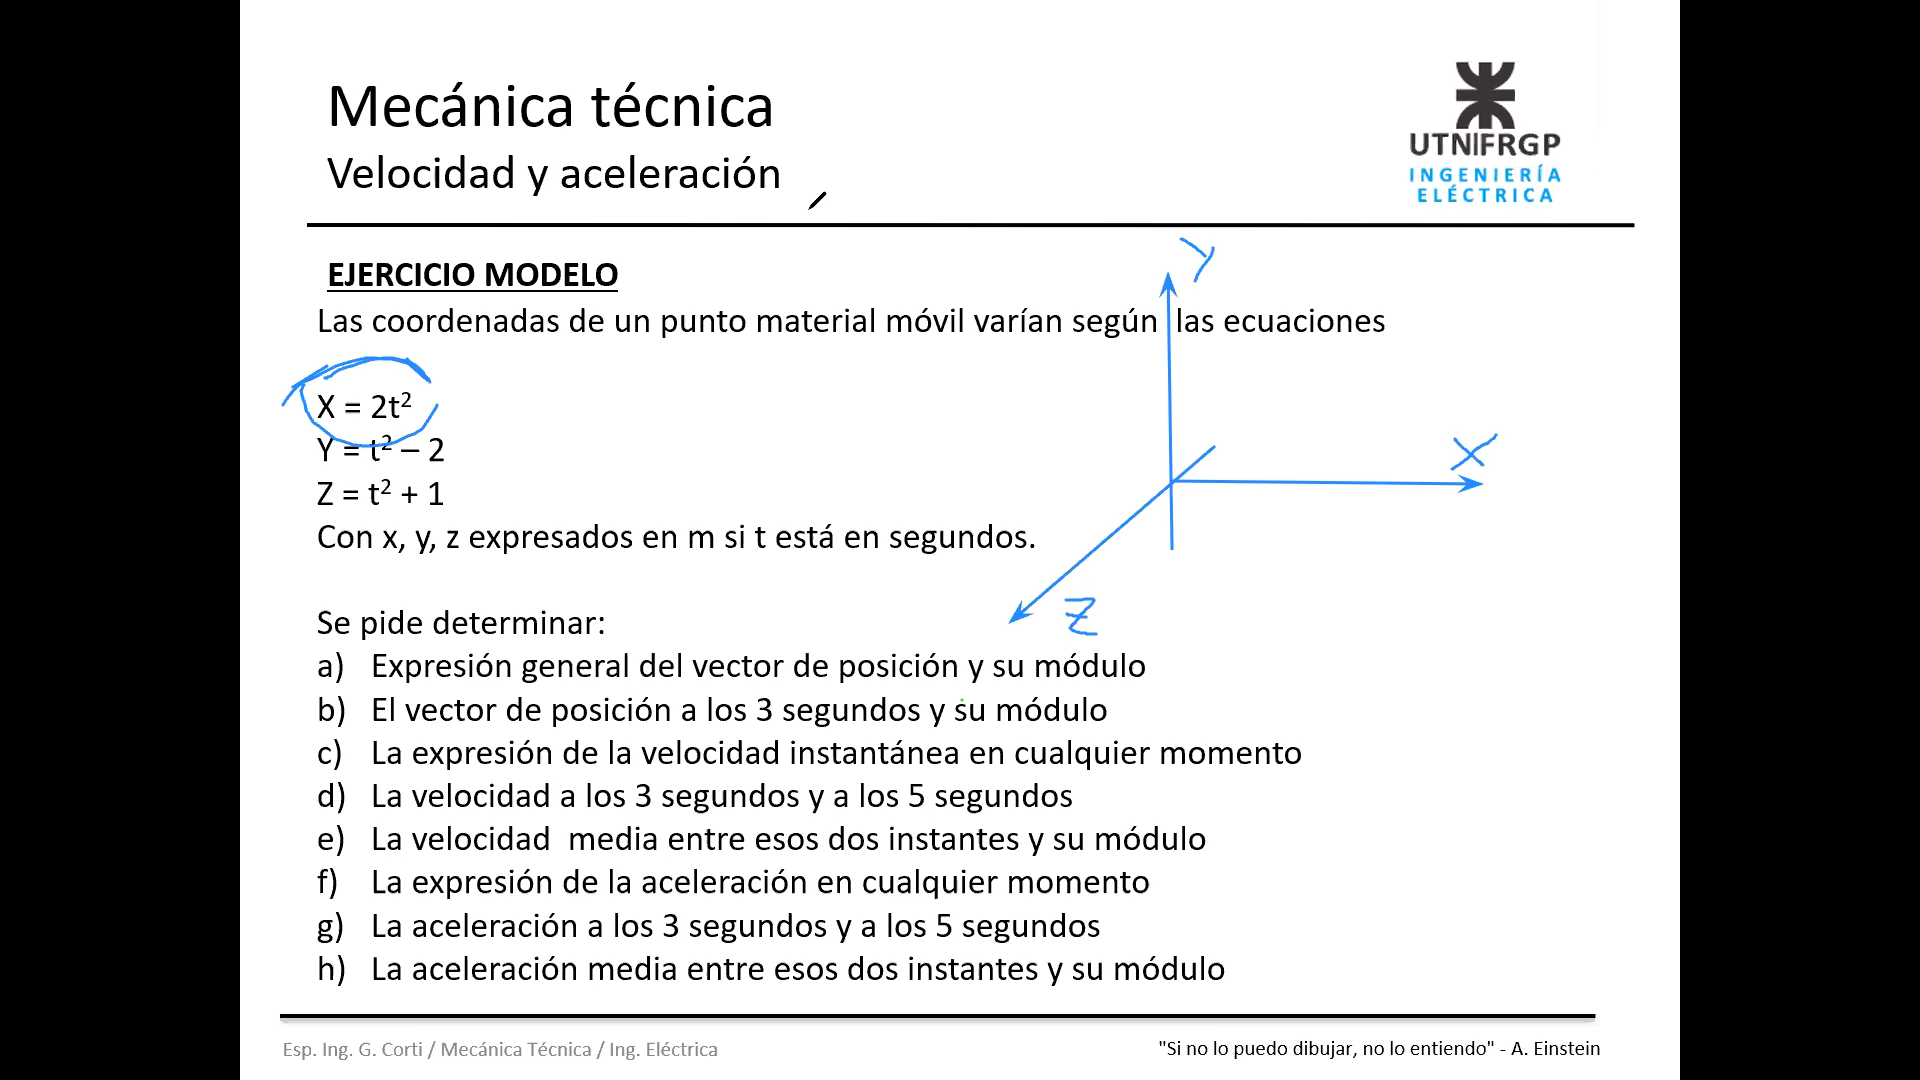 Mecánica técnica
Velocidad y aceleración
UTN|FRGP
INGENIERÍA
ELÉCTRICA
EJERCICIO MODELO
Las coordenadas de un punto material móvil varían según las ecuaciones
X = 2t²
Y = t² – 2
Z = t² + 1
Con x, y, z expresados en m si t está en segundos.
Y
X
Z
Se pide determinar:
a) Expresión general del vector de posición y su módulo
b) El vector de posición a los 3 segundos y su módulo
c) La expresión de la velocidad instantánea en cualquier momento
d) La velocidad a los 3 segundos y a los 5 segundos
e) La velocidad  media entre esos dos instantes y su módulo
f) La expresión de la aceleración en cualquier momento
g) La aceleración a los 3 segundos y a los 5 segundos
h) La aceleración media entre esos dos instantes y su módulo
Esp. Ing. G. Corti / Mecánica Técnica / Ing. Eléctrica
"Si no lo puedo dibujar, no lo entiendo" - A. Einstein